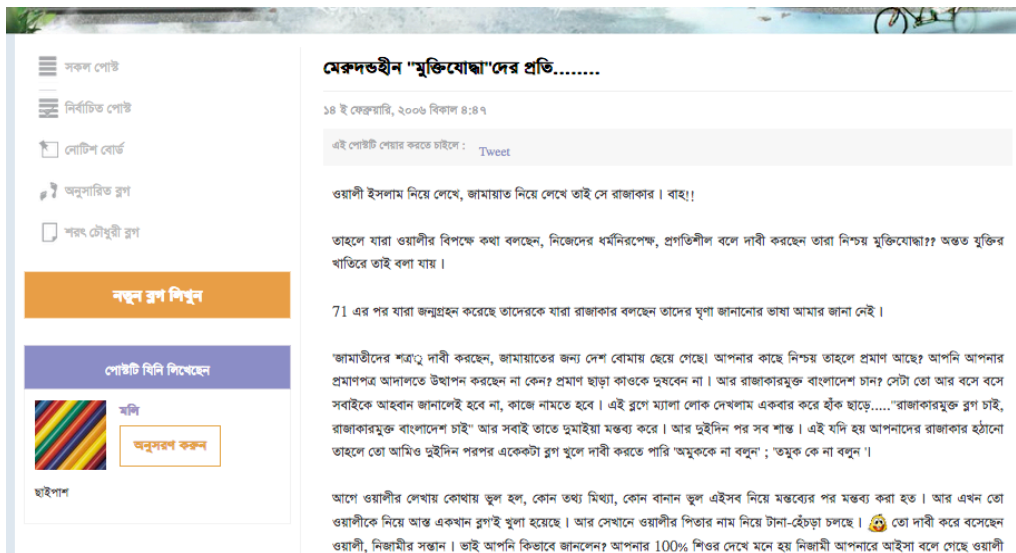 সকল পোস্ট
নির্বাচিত পোস্ট
নোটিশ বোর্ড
অনুসারিত ব্লগ
শরৎ চৌধুরী ব্লগ
নতুন ব্লগ লিখুন
পোস্টটি যিনি লিখেছেন
মলি
অনুসরণ করুন
ছাইপাশ
মেরুদন্ডহীন "মুক্তিযোদ্ধা"দের প্রতি........
১৪ ই ফেব্রুয়ারি, ২০০৬ বিকাল ৪:৪৭
এই পোস্টটি শেয়ার করতে চাইলে : Tweet
ওয়ালী ইসলাম নিয়ে লেখে, জামায়াত নিয়ে লেখে তাই সে রাজাকার । বাহ!!
তাহলে যারা ওয়ালীর বিপক্ষে কথা বলছেন, নিজেদের ধর্মনিরপেক্ষ, প্রগতিশীল বলে দাবী করছেন তারা নিশ্চয় মুক্তিযোদ্ধা?? অন্তত যুক্তির
খাতিরে তাই বলা যায় ।
71 এর পর যারা জন্মগ্রহন করেছে তাদেরকে যারা রাজাকার বলছেন তাদের ঘৃণা জানানোর ভাষা আমার জানা নেই ।
'জামাতীদের শত্রু দাবী করছেন, জামায়াতের জন্য দেশ বোমায় ছেয়ে গেছে। আপনার কাছে নিশ্চয় তাহলে প্রমাণ আছে? আপনি আপনার
প্রমাণপত্র আদালতে উত্থাপন করছেন না কেন? প্রমাণ ছাড়া কাওকে দুষবেন না । আর রাজাকারমুক্ত বাংলাদেশ চান? সেটা তো আর বসে বসে
সবাইকে আহবান জানালেই হবে না, কাজে নামতে হবে । এই ব্লগে ম্যালা লোক দেখলাম একবার করে হাঁক ছাড়ে....."রাজাকারমুক্ত ব্লগ চাই,
রাজাকারমুক্ত বাংলাদেশ চাই" আর সবাই তাতে দুমাইয়া মন্তব্য করে । আর দুইদিন পর সব শান্ত । এই যদি হয় আপনাদের রাজাকার হঠানো
তাহলে তো আমিও দুইদিন পরপর একেকটা ব্লগ খুলে দাবী করতে পারি 'অমুককে না বলুন' ; 'তমুক কে না বলুন '।
আগে ওয়ালীর লেখায় কোথায় ভুল হল, কোন তথ্য মিথ্যা, কোন বানান ভুল এইসব নিয়ে মন্তব্যের পর মন্তব্য করা হত । আর এখন তো
ওয়ালীকে নিয়ে আস্ত একখান ব্লগ'ই খুলা হয়েছে । আর সেখানে ওয়ালীর পিতার নাম নিয়ে টানা-হেঁচড়া চলছে । তো দাবী করে বসেছেন
ওয়ালী, নিজামীর সন্তান । ভাই আপনি কিভাবে জানলেন? আপনার 100% শিওর দেখে মনে হয় নিজামী আপনারে আইসা বলে গেছে ওয়ালী